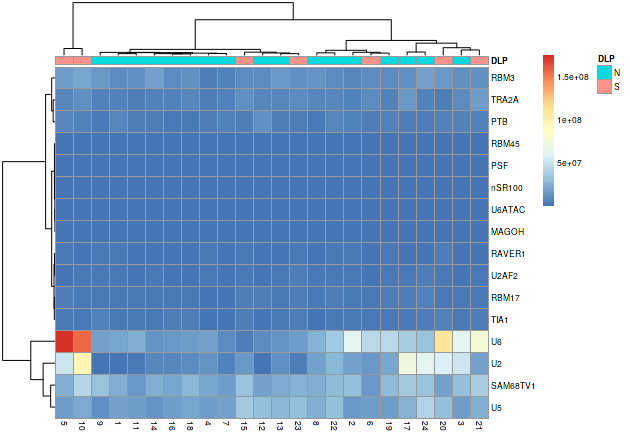 DLP
RBM3
TRA2A
PTB
RBM45
PSF
nSR100
U6ATAC
MAGOH
RAVER1
U2AF2
RBM17
TIA1
U6
U2
SAM68TV1
U5
5 10 9 1 11 14 16 18 4 7 15 12 13 23 8 22 2 6 19 17 24 20 3 21
1.5e+08
1e+08
5e+07
DLP
N
S